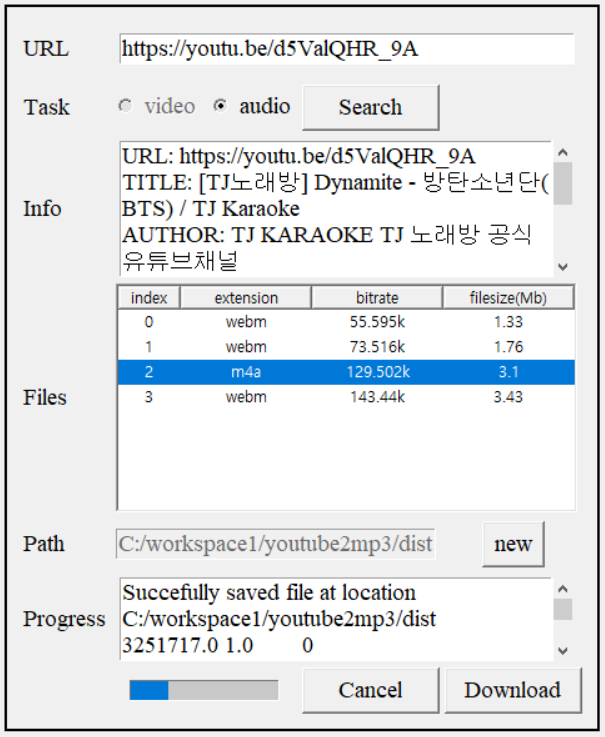 URL https://youtu.be/d5ValQHR_9A
Task video audio Search
Info
URL: https://youtu.be/d5ValQHR_9A
TITLE: [TJ노래방] Dynamite - 방탄소년단(
BTS) / TJ Karaoke
AUTHOR: TJ KARAOKE TJ 노래방 공식
유튜브채널
Files
index extension bitrate filesize(Mb)
0 webm 55.595k 1.33
1 webm 73.516k 1.76
2 m4a 129.502k 3.1
3 webm 143.44k 3.43
Path C:/workspace1/youtube2mp3/dist new
Progress
Succefully saved file at location
C:/workspace1/youtube2mp3/dist
3251717.0 1.0 0
Cancel Download